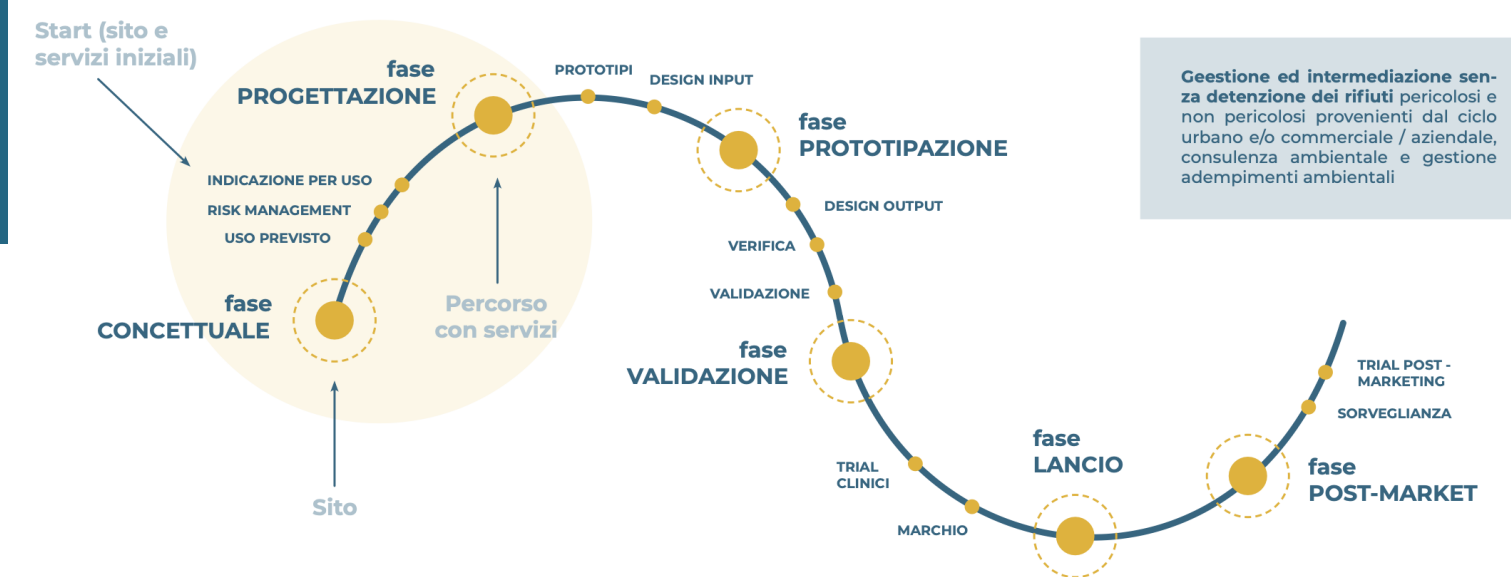 Start (sito e
servizi iniziali)
fase
PROGETTAZIONE
INDICAZIONE PER USO
RISK MANAGEMENT
USO PREVISTO
fase
CONCETTUALE
Sito
Percorso
con servizi
PROTOTIPI
DESIGN INPUT
fase
PROTOTIPAZIONE
DESIGN OUTPUT
VERIFICA
VALIDAZIONE
fase
VALIDAZIONE
TRIAL
CLINICI
MARCHIO
fase
LANCIO
fase
POST-MARKET
SORVEGLIANZA
TRIAL POST -
MARKETING
Geestione ed intermediazione sen-
za detenzione dei rifiuti pericolosi e
non pericolosi provenienti dal ciclo
urbano e/o commerciale / aziendale,
consulenza ambientale e gestione
adempimenti ambientali